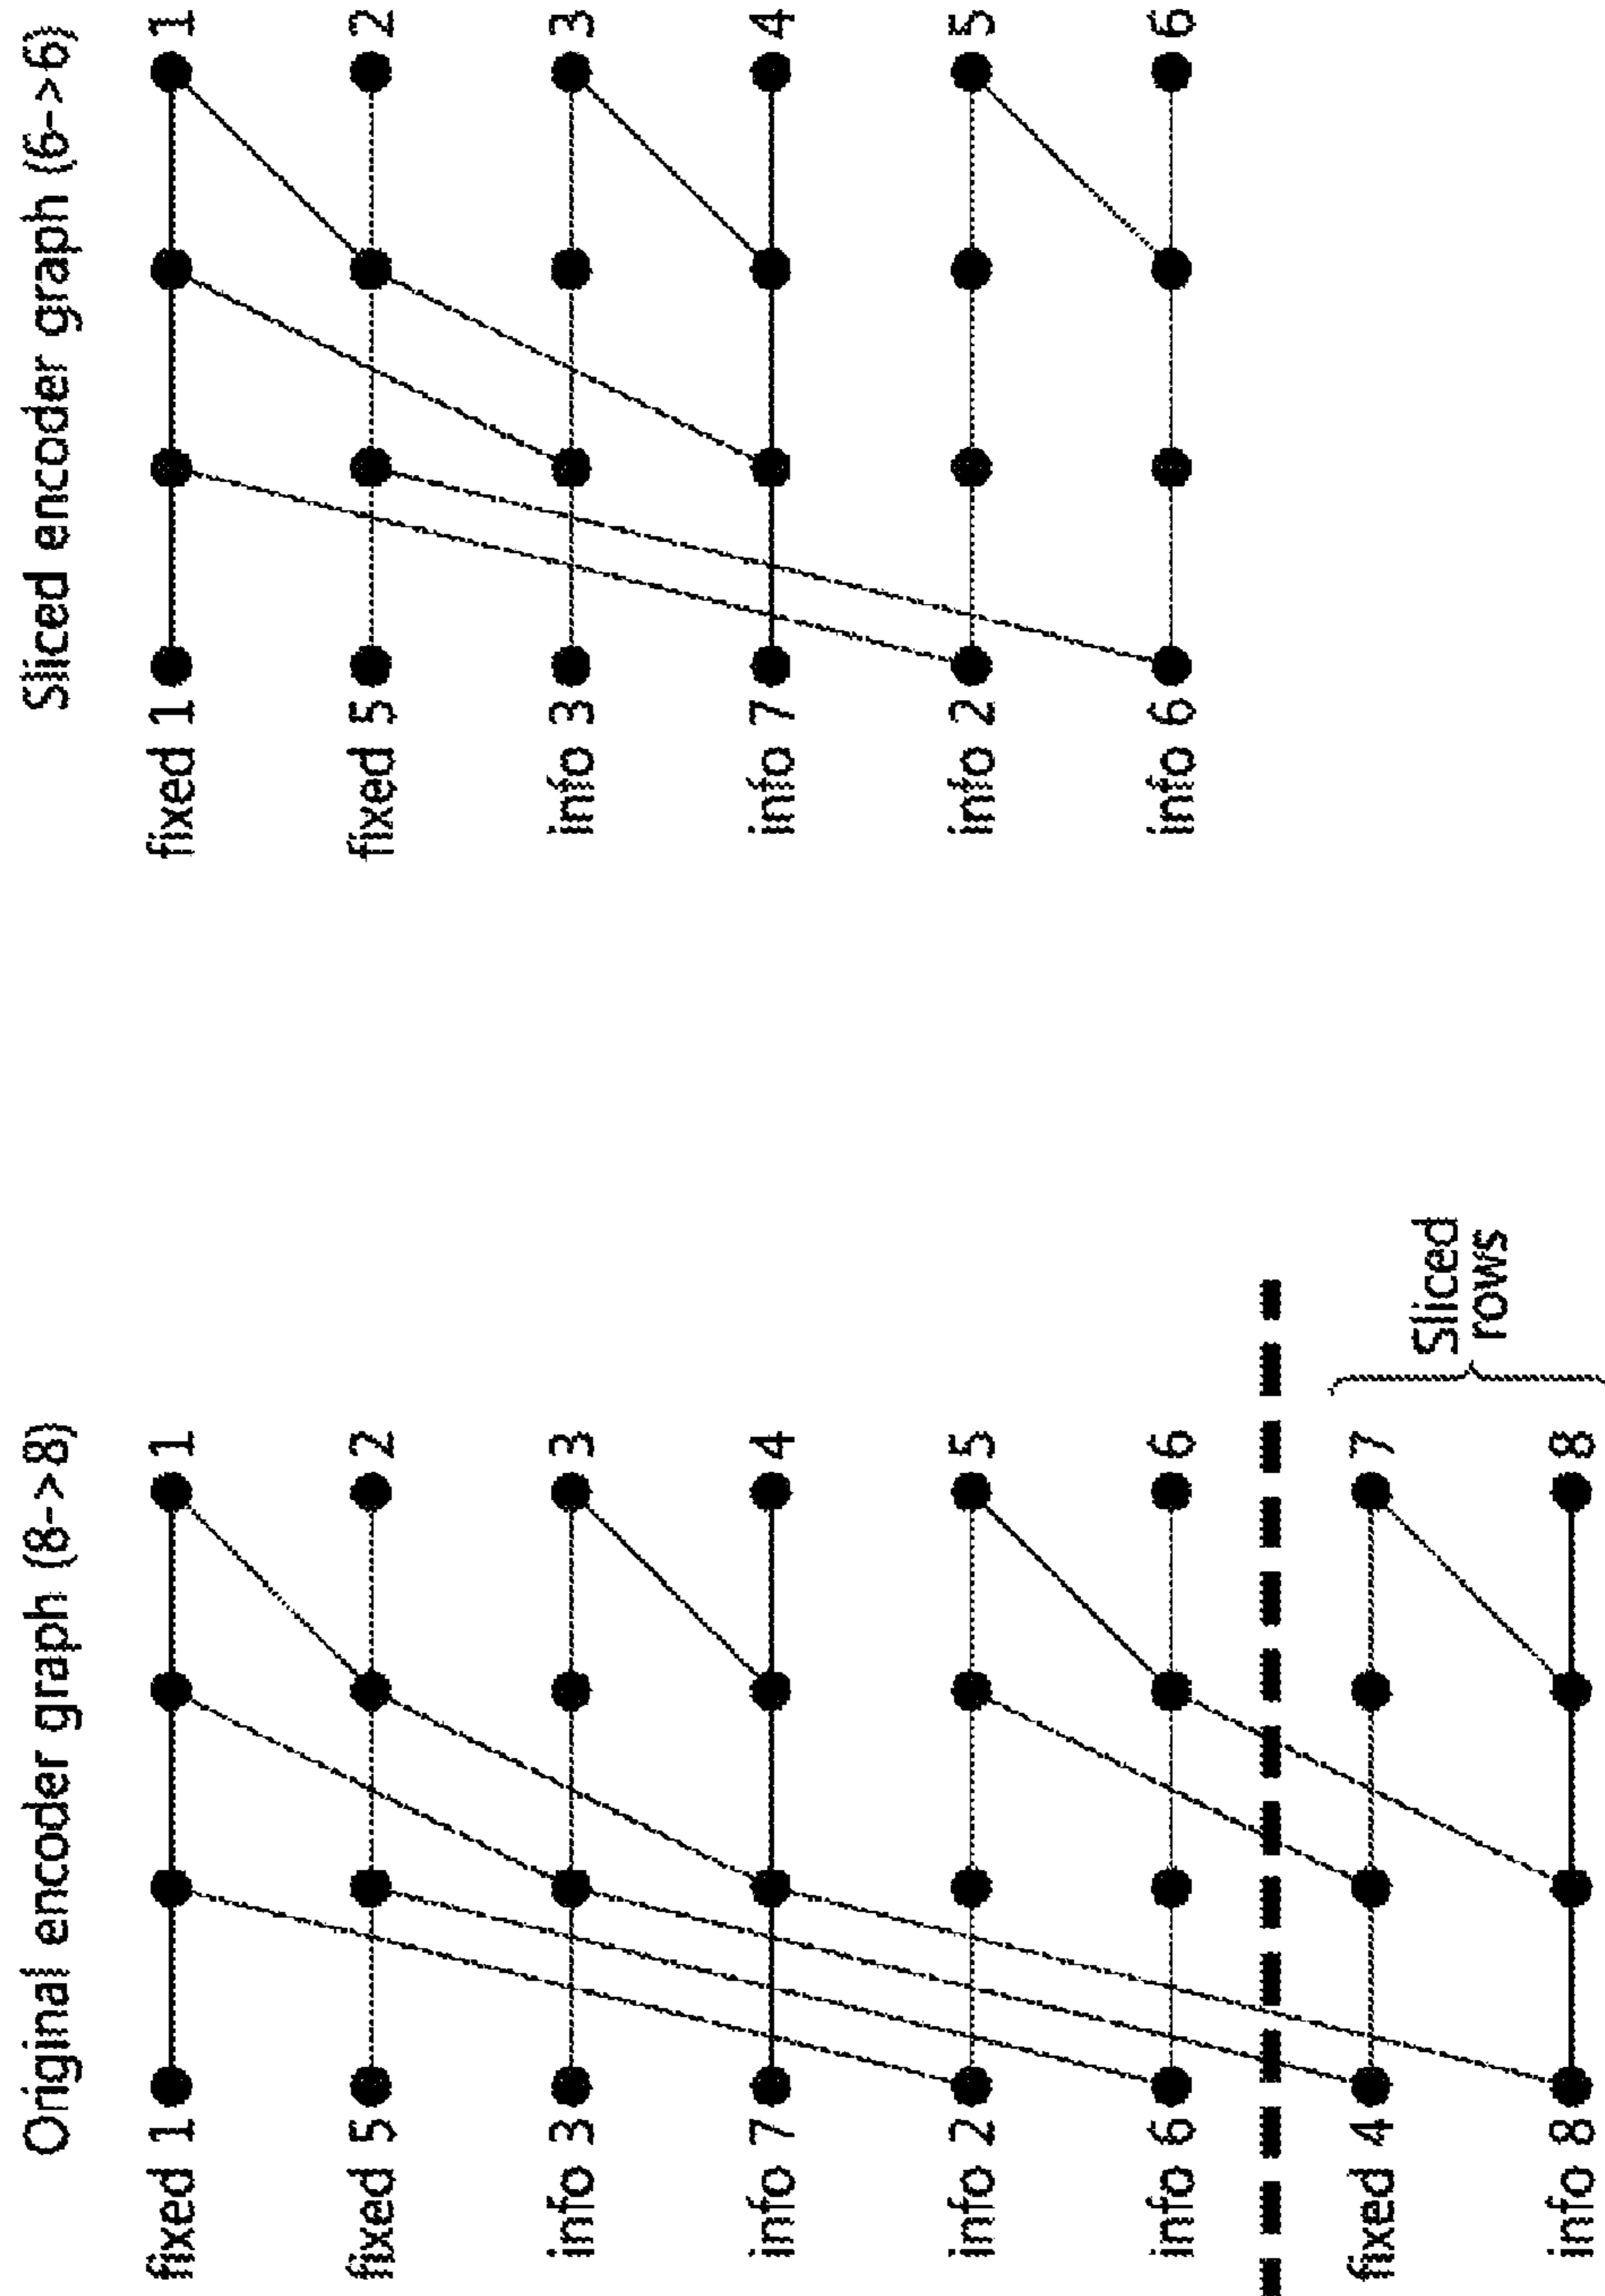 Original encoder graph (8->8)
fixed 1
1
fixed 5
2
info 3
3
info 7
4
info 2
5
info 6
6
fixed 4
7
info 8
8
Sliced
rows
Sliced encoder graph (6->6)
fixed 1
1
fixed 5
2
info 3
3
info 7
4
info 2
5
info 6
6